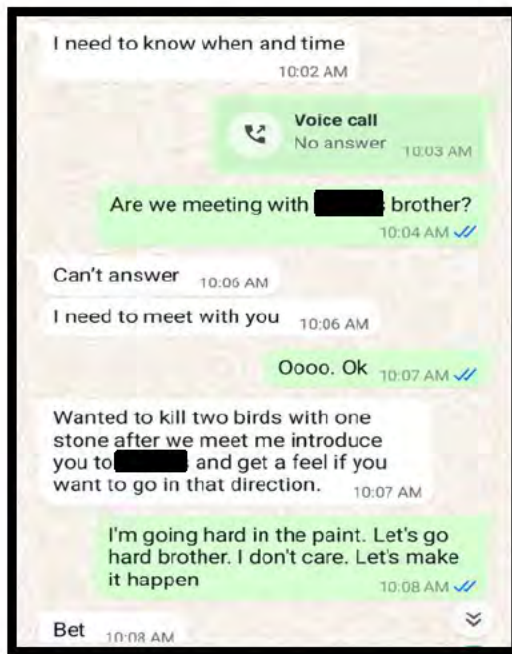 I need to know when and time
10:02 AM
Voice call
No answer 10:03 AM
Are we meeting with brother?
10:04 AM
Can't answer 10:06 AM
I need to meet with you 10:06 AM
Oooo. Ok 10:07 AM
Wanted to kill two birds with one
stone after we meet me introduce
you to and get a feel if you
want to go in that direction. 10:07 AM
I'm going hard in the paint. Let's go
hard brother. I don't care. Let's make
it happen
10:08 AM
Bet 10:08 AM